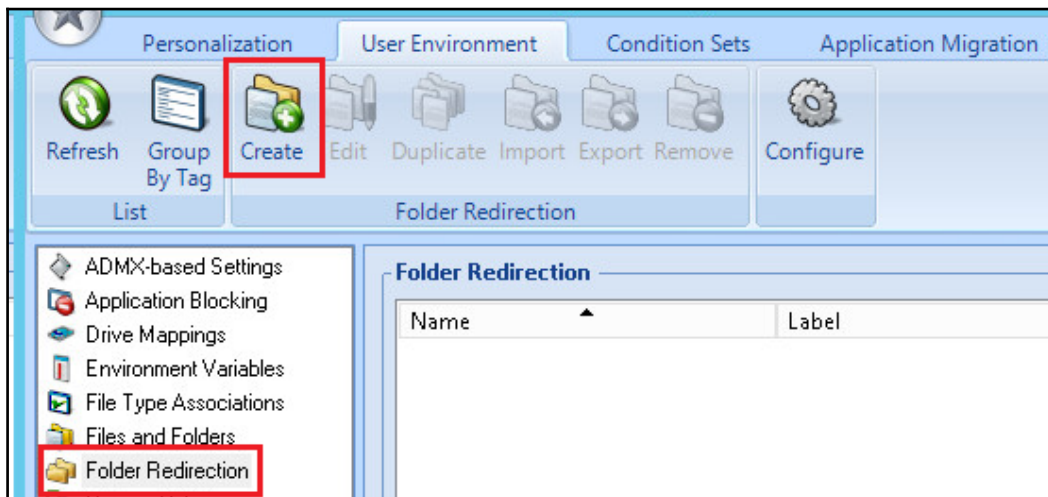 Personalization User Environment Condition Sets Application Migration
Refresh Group By Tag Create Edit Duplicate Import Export Remove Configure
List Folder Redirection
ADMX-based Settings
Application Blocking
Drive Mappings
Environment Variables
File Type Associations
Files and Folders
Folder Redirection
Folder Redirection
Name Label